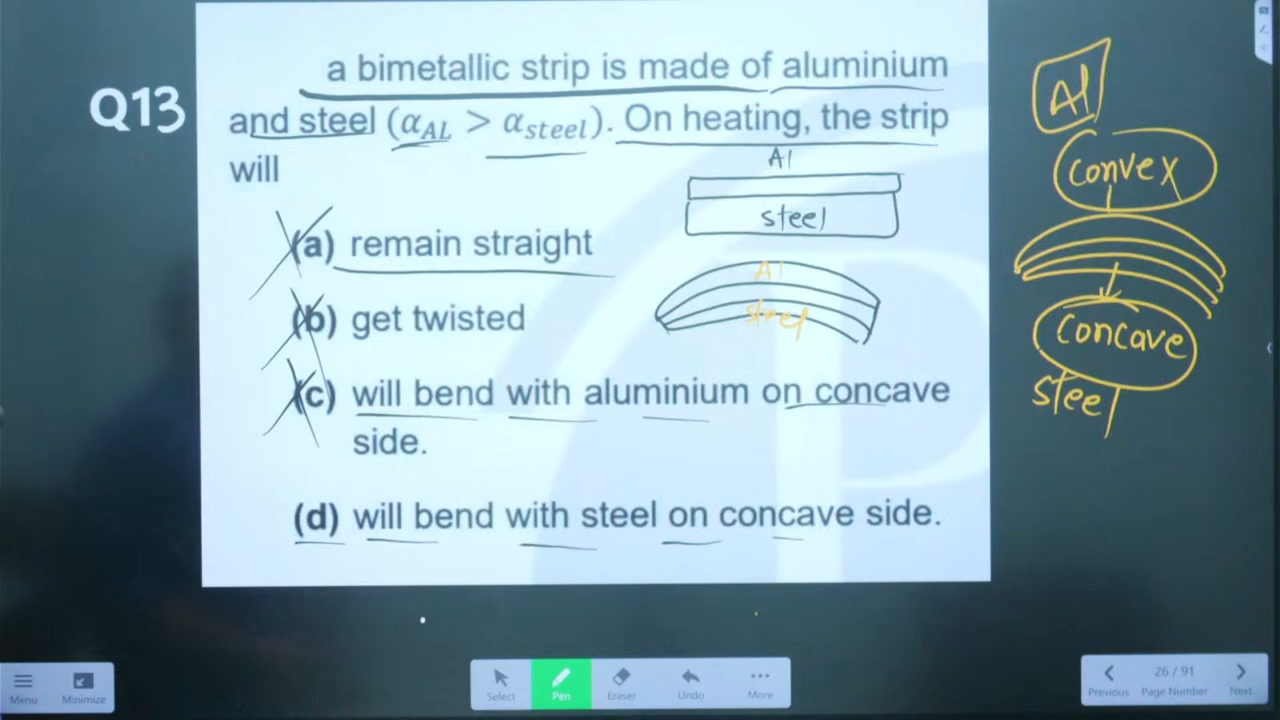 Q13
a bimetallic strip is made of aluminium
and steel (α_AL > α_steel). On heating, the strip
will
Al
steel
(a) remain straight
Al
steel
(b) get twisted
(c) will bend with aluminium on concave
side.
(d) will bend with steel on concave side.
Al
convex
concave
steel
Menu
Minimize
Select
Pen
Eraser
Undo
More
Previous
26 / 91
Page Number
Next